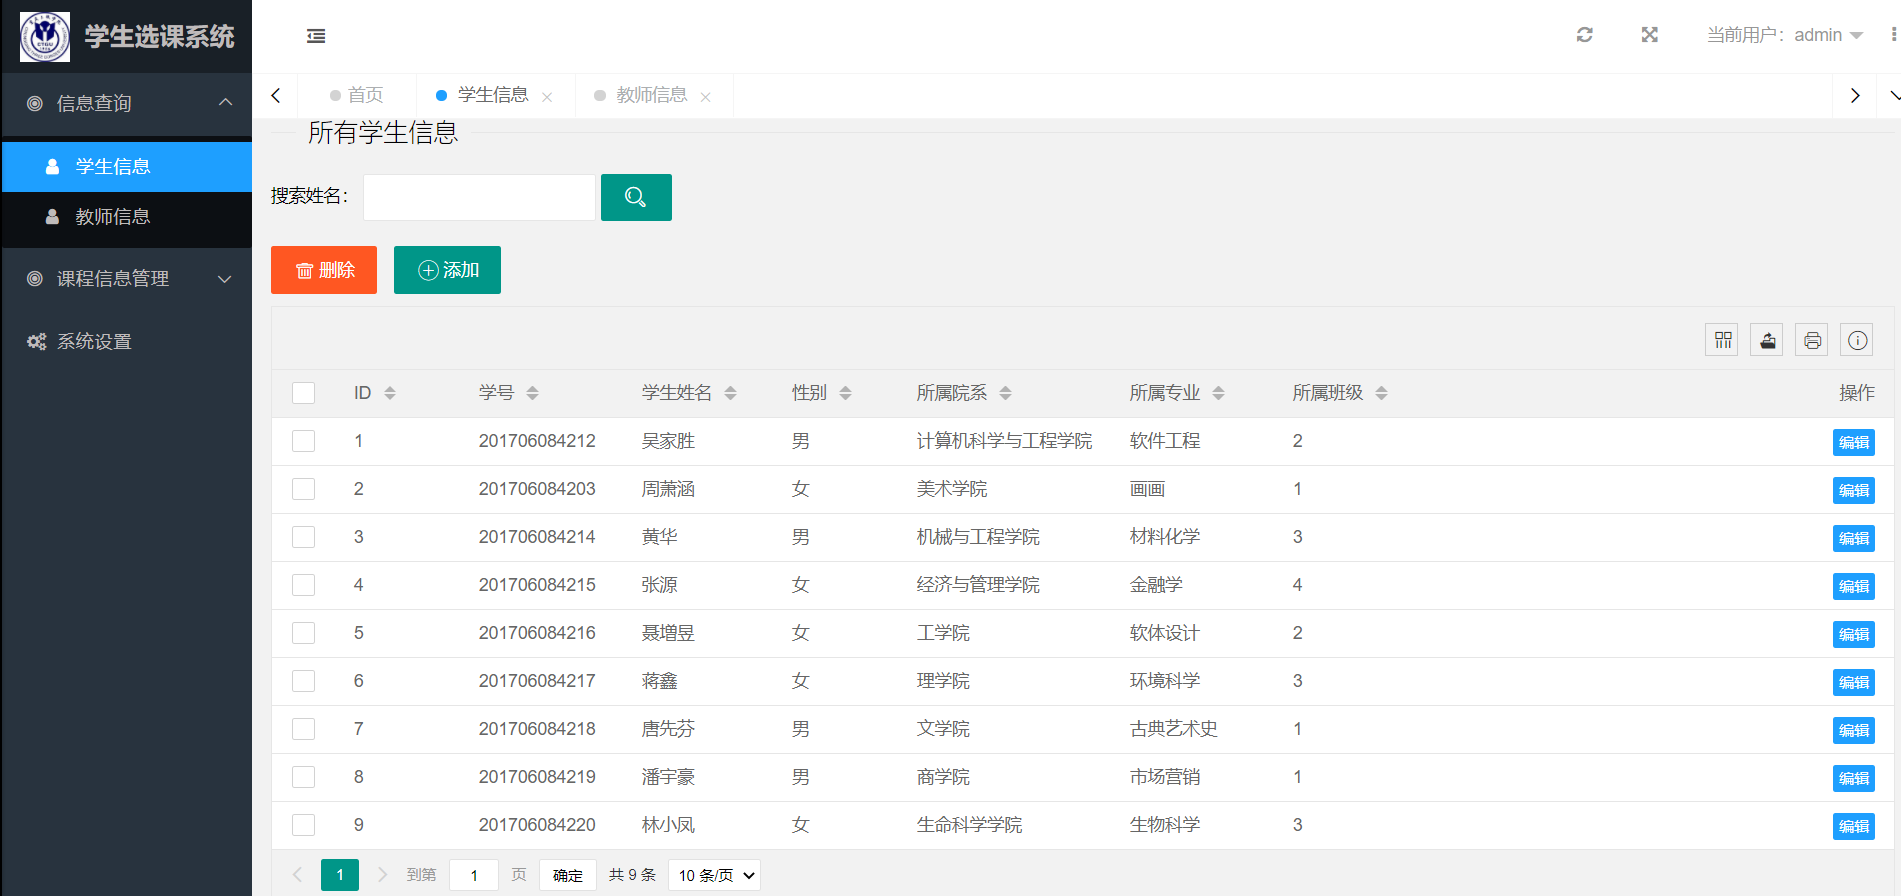 学生选课系统
当前用户：admin
信息查询
学生信息
教师信息
课程信息管理
系统设置
首页 学生信息 教师信息
所有学生信息
搜索姓名：
删除 添加
ID 学号 学生姓名 性别 所属院系 所属专业 所属班级 操作
1 201706084212 吴家胜 男 计算机科学与工程学院 软件工程 2 编辑
2 201706084203 周萧涵 女 美术学院 画画 1 编辑
3 201706084214 黄华 男 机械与工程学院 材料化学 3 编辑
4 201706084215 张源 女 经济与管理学院 金融学 4 编辑
5 201706084216 聂增昱 女 工学院 软体设计 2 编辑
6 201706084217 蒋鑫 女 理学院 环境科学 3 编辑
7 201706084218 唐先芬 男 文学院 古典艺术史 1 编辑
8 201706084219 潘宇豪 男 商学院 市场营销 1 编辑
9 201706084220 林小凤 女 生命科学学院 生物科学 3 编辑
1 到第 1 页 确定 共 9 条 10 条/页